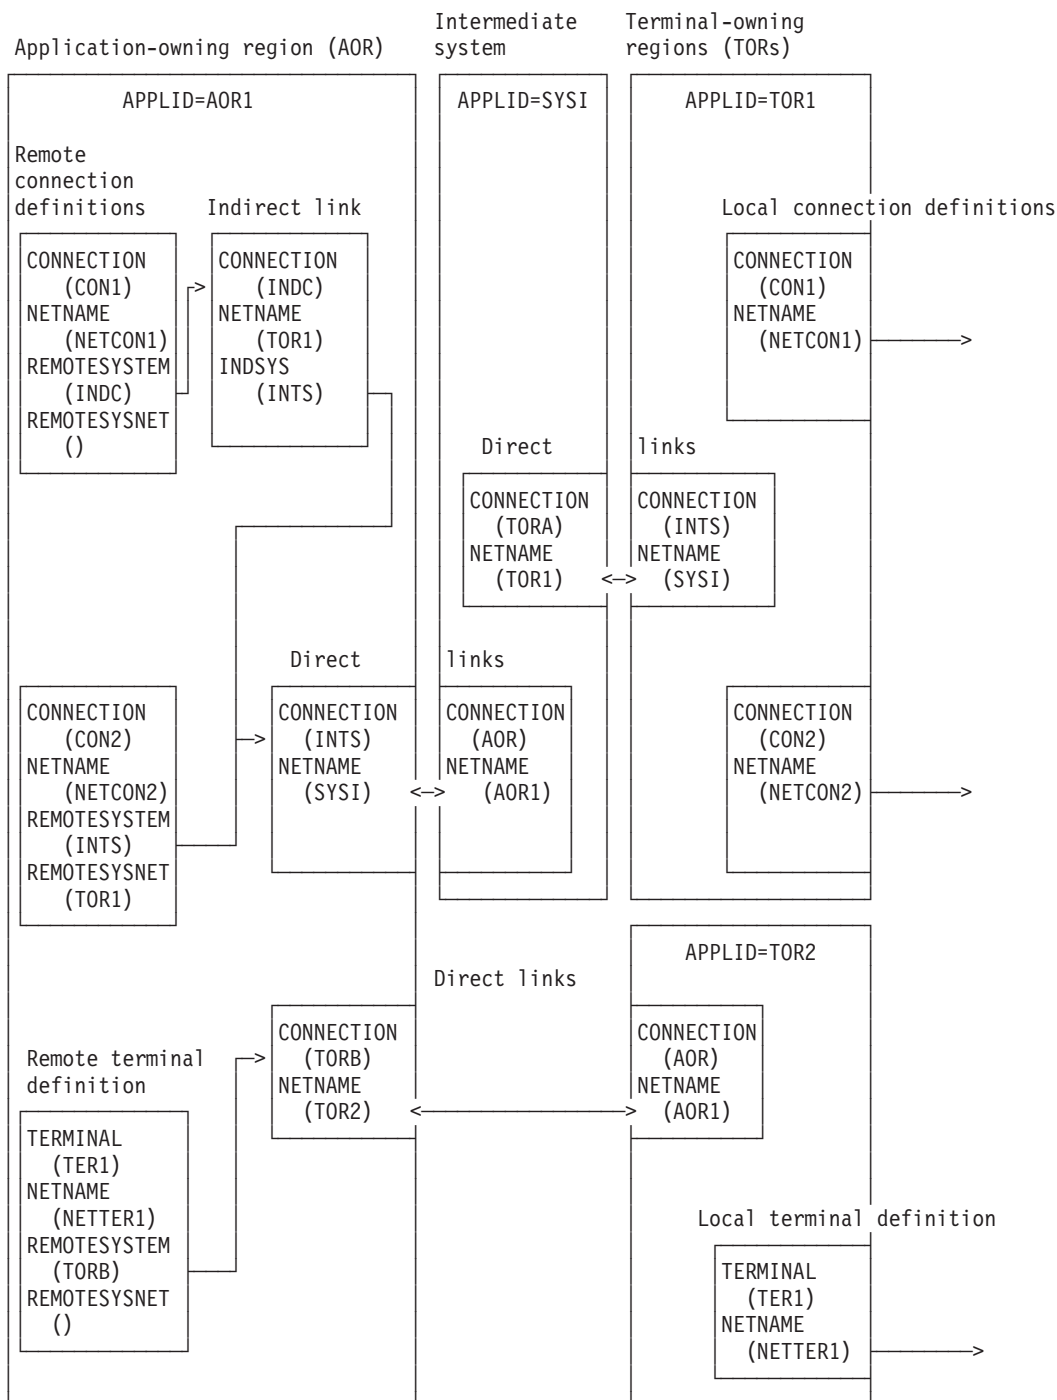 Application-owning region (AOR)
Intermediate
system
Terminal-owning
regions (TORs)
APPLID=AOR1
APPLID=SYSI
APPLID=TOR1
Remote
connection
definitions
Indirect link
Local connection definitions
CONNECTION
(CON1)
NETNAME
(NETCON1)
REMOTESYSTEM
(INDC)
REMOTESYSNET
()
CONNECTION
(INDC)
NETNAME
(TOR1)
INDSYS
(INTS)
CONNECTION
(CON1)
NETNAME
(NETCON1)
Direct links
CONNECTION
(TORA)
NETNAME
(TOR1)
CONNECTION
(INTS)
NETNAME
(SYSI)
Direct links
CONNECTION
(CON2)
NETNAME
(NETCON2)
REMOTESYSTEM
(INTS)
REMOTESYSNET
(TOR1)
CONNECTION
(INTS)
NETNAME
(SYSI)
CONNECTION
(AOR)
NETNAME
(AOR1)
CONNECTION
(CON2)
NETNAME
(NETCON2)
APPLID=TOR2
Direct links
CONNECTION
(TORB)
NETNAME
(TOR2)
CONNECTION
(AOR)
NETNAME
(AOR1)
Remote terminal
definition
TERMINAL
(TER1)
NETNAME
(NETTER1)
REMOTESYSTEM
(TORB)
REMOTESYSNET
()
Local terminal definition
TERMINAL
(TER1)
NETNAME
(NETTER1)